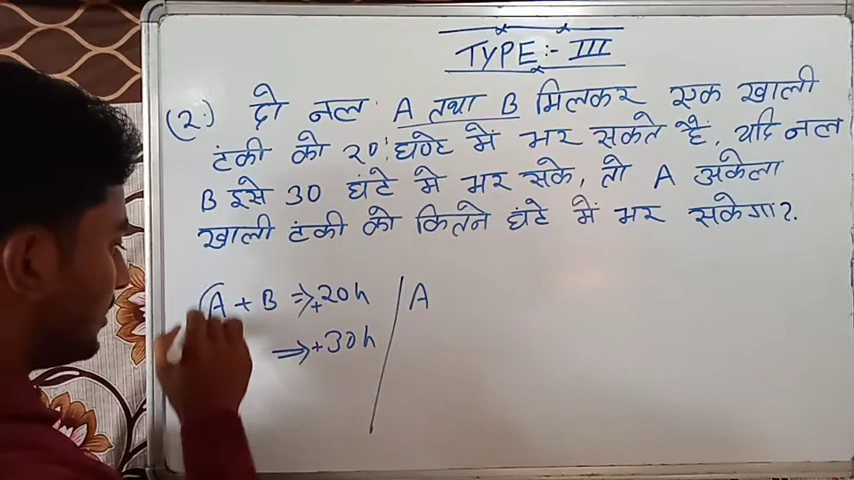 TYPE:- III
(2:) दो नल A तथा B मिलकर एक खाली
टंकी को 20 घण्टे में भर सकते हैं, यदि नल
B इसे 30 घंटे मे भर सके, तो A अकेला
खाली टंकी को कितने घंटे में भर सकेगा?
(A + B ⇒ +20h / A
⇒ +30h